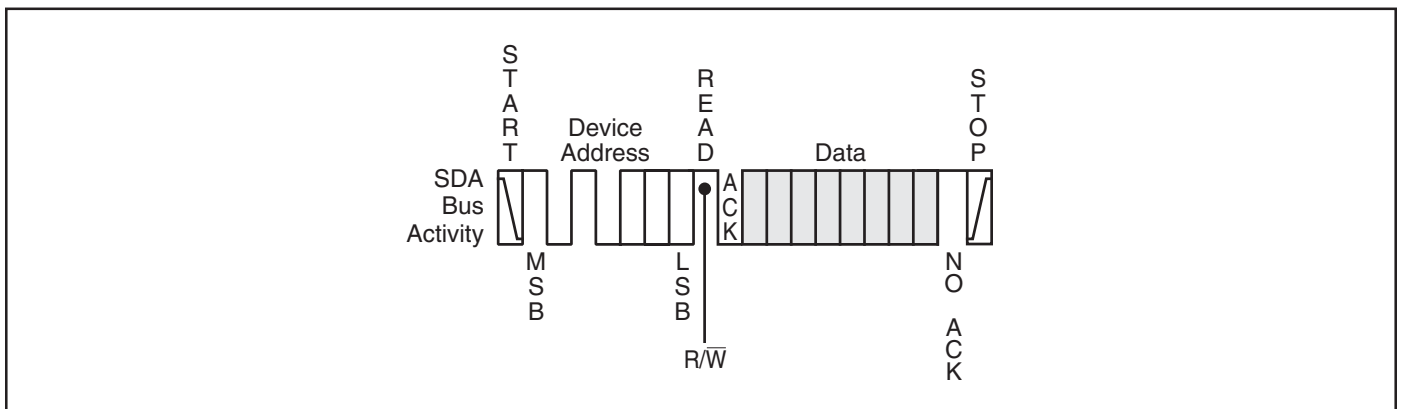 START
Device
Address
READ
Data
STOP
SDA
Bus
Activity
ACK
MSB
LSB
R/W̅
NO ACK